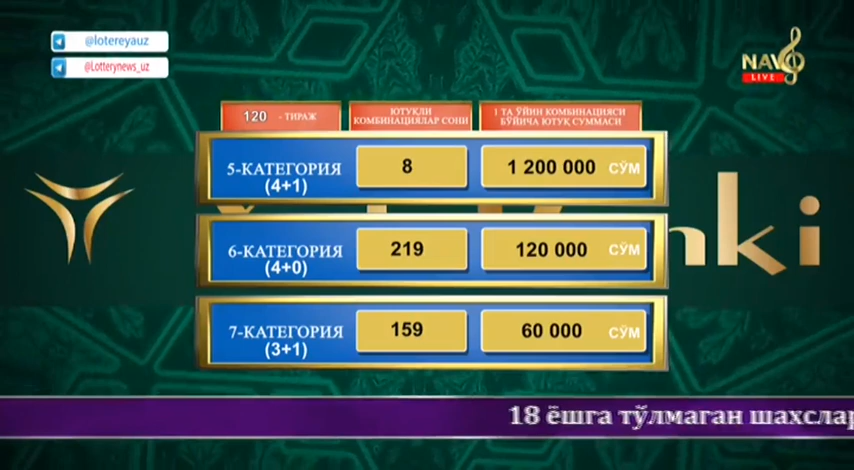 @lotereyauz
@Lotterynews_uz
NAVO
LIVE
120 - ТИРАЖ
ЮТУҚЛИ
КОМБИНАЦИЯЛАР СОНИ
1 ТА ЎЙИН КОМБИНАЦИЯСИ
БЎЙИЧА ЮТУҚ СУММАСИ
5-КАТЕГОРИЯ
(4+1)
8
1 200 000 СЎМ
6-КАТЕГОРИЯ
(4+0)
219
120 000 СЎМ
7-КАТЕГОРИЯ
(3+1)
159
60 000 СЎМ
nki
18 ёшга тўлмаган шахслар